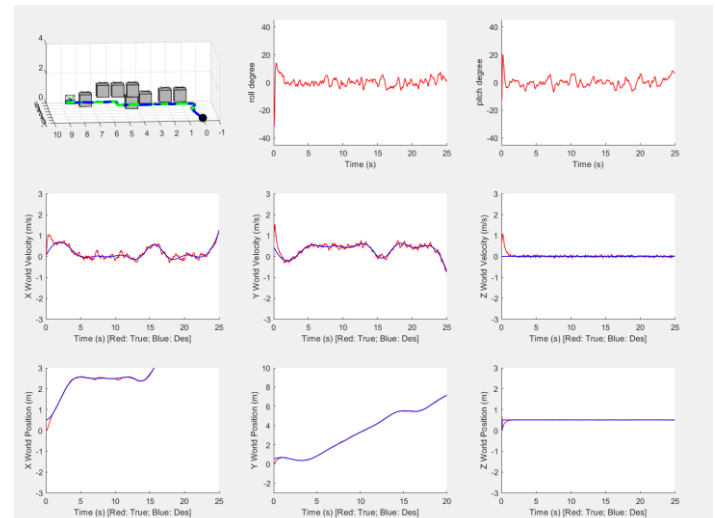 4
2
0
10 9 8 7 6 5 4 3 2 1 0 -1
40
20
0
-20
-40
0 5 10 15 20 25
roll degree
Time (s)
40
20
0
-20
-40
0 5 10 15 20 25
pitch degree
Time (s)
3
2
1
0
-1
-2
-3
0 5 10 15 20 25
X World Velocity (m/s)
Time (s) [Red: True; Blue: Des]
3
2
1
0
-1
-2
-3
0 5 10 15 20 25
Y World Velocity (m/s)
Time (s) [Red: True; Blue: Des]
3
2
1
0
-1
-2
-3
0 5 10 15 20 25
Z World Velocity (m/s)
Time (s) [Red: True; Blue: Des]
3
2
1
0
-1
-2
-3
0 5 10 15 20 25
X World Position (m)
Time (s) [Red: True; Blue: Des]
10
8
6
4
2
0
-2
-4
0 5 10 15 20
Y World Position (m)
Time (s) [Red: True; Blue: Des]
3
2
1
0
-1
-2
-3
0 5 10 15 20 25
Z World Position (m)
Time (s) [Red: True; Blue: Des]